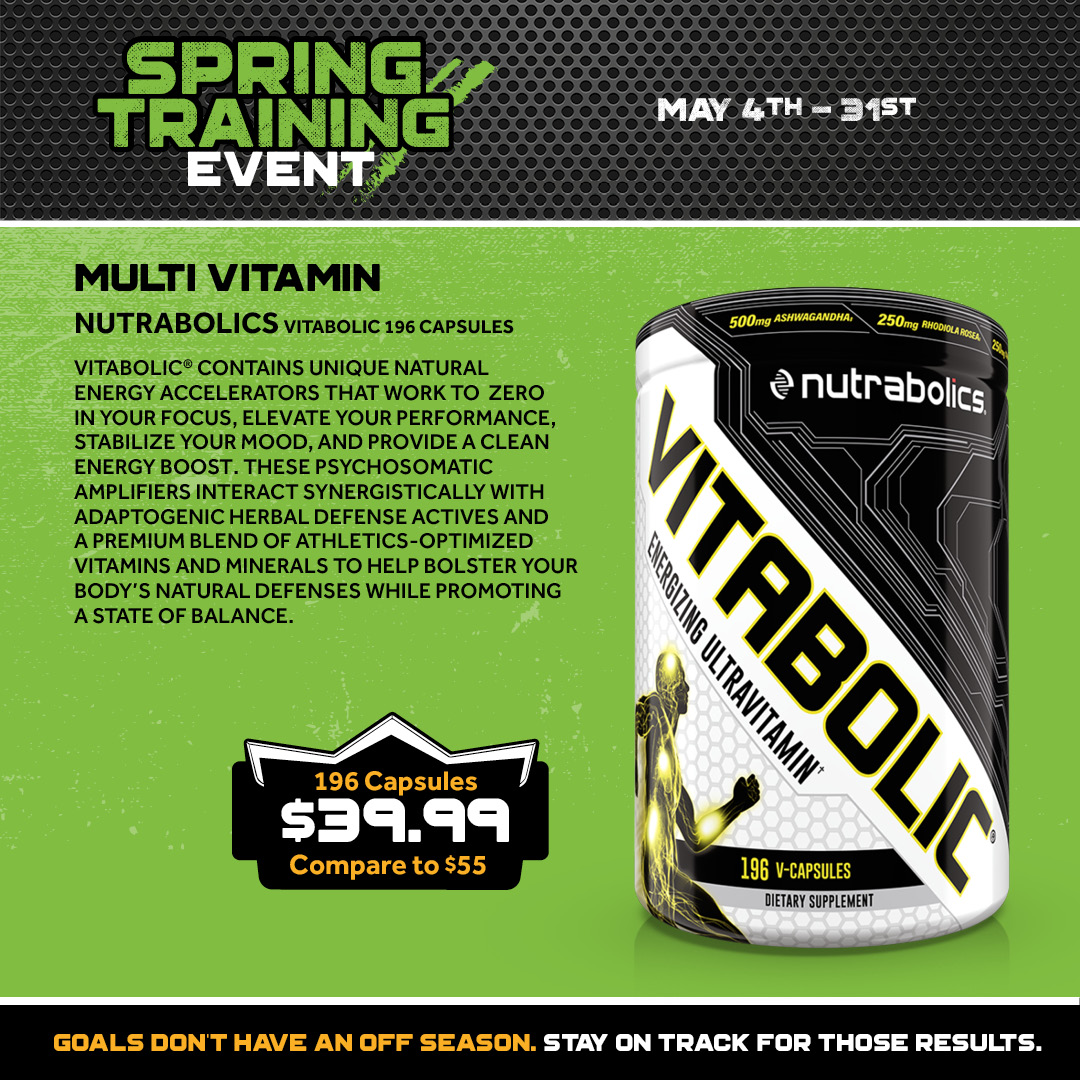 SPRING
TRAINING
EVENT
MAY 4TH – 31ST
MULTI VITAMIN
NUTRABOLICS VITABOLIC 196 CAPSULES
VITABOLIC® CONTAINS UNIQUE NATURAL
ENERGY ACCELERATORS THAT WORK TO ZERO
IN YOUR FOCUS, ELEVATE YOUR PERFORMANCE,
STABILIZE YOUR MOOD, AND PROVIDE A CLEAN
ENERGY BOOST. THESE PSYCHOSOMATIC
AMPLIFIERS INTERACT SYNERGISTICALLY WITH
ADAPTOGENIC HERBAL DEFENSE ACTIVES AND
A PREMIUM BLEND OF ATHLETICS-OPTIMIZED
VITAMINS AND MINERALS TO HELP BOLSTER YOUR
BODY'S NATURAL DEFENSES WHILE PROMOTING
A STATE OF BALANCE.
196 Capsules
$39.99
Compare to $55
500mg ASHWAGANDHA‡ 250mg RHODIOLA ROSEA‡ 250mg
nutrabolics.
VITABOLIC®
ENERGIZING ULTRAVITAMIN†
196 V-CAPSULES
DIETARY SUPPLEMENT
GOALS DON'T HAVE AN OFF SEASON. STAY ON TRACK FOR THOSE RESULTS.